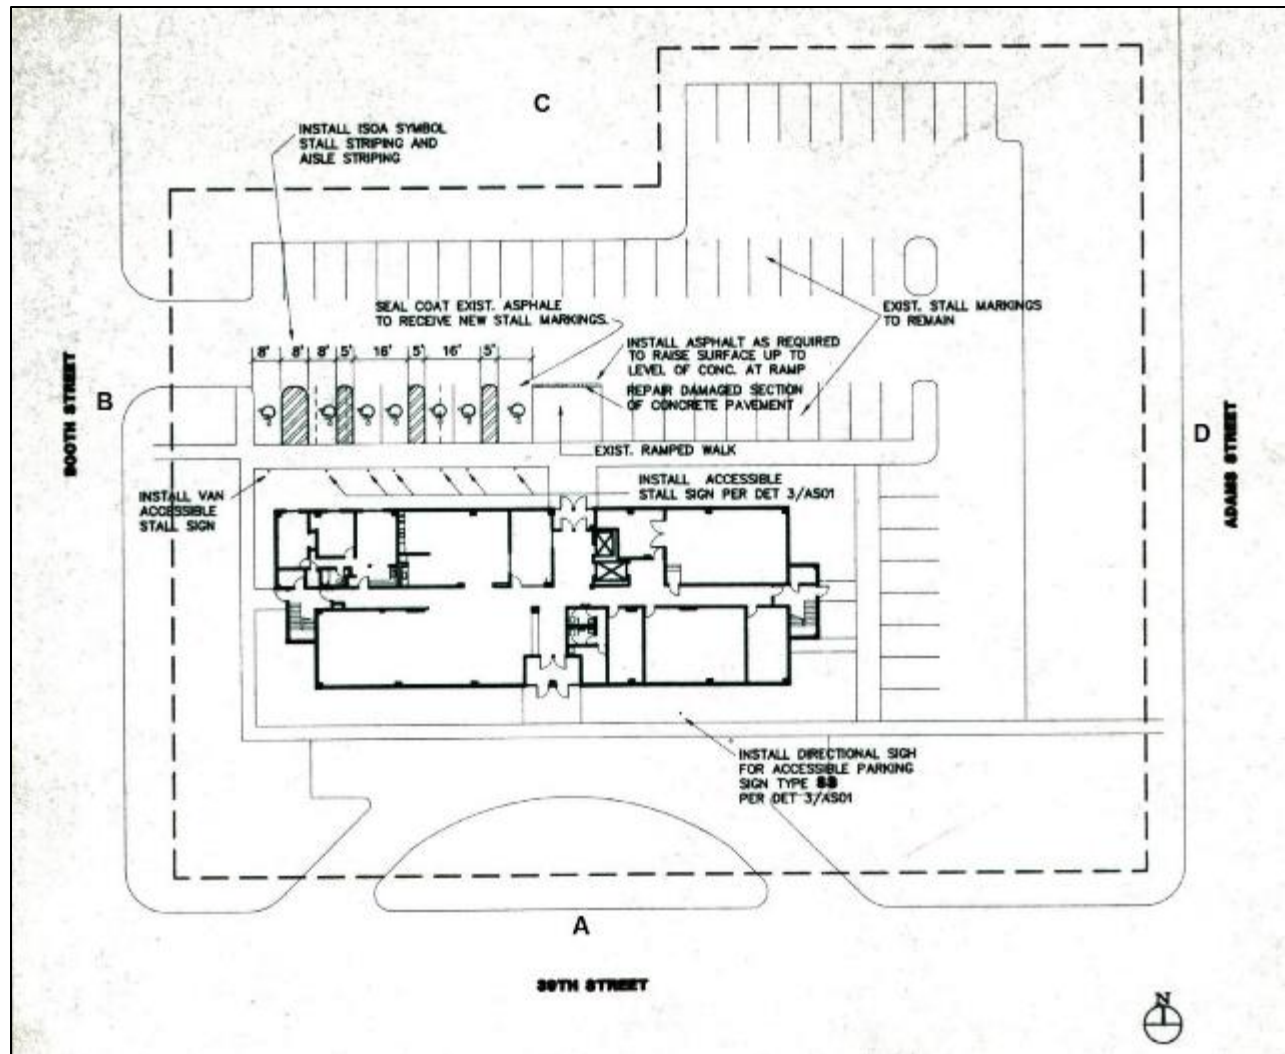 C
INSTALL ISOA SYMBOL
STALL STRIPING AND
AISLE STRIPING
SEAL COAT EXIST. ASPHALE
TO RECEIVE NEW STALL MARKINGS.
EXIST. STALL MARKINGS
TO REMAIN
INSTALL ASPHALT AS REQUIRED
TO RAISE SURFACE UP TO
LEVEL OF CONC. AT RAMP
8' 8' 8' 5' 16' 5' 16' 5'
REPAIR DAMAGED SECTION
OF CONCRETE PAVEMENT
BOOTH STREET
B
D
ADAMS STREET
EXIST. RAMPED WALK
INSTALL VAN
ACCESSIBLE
STALL SIGN
INSTALL ACCESSIBLE
STALL SIGN PER DET 3/AS01
INSTALL DIRECTIONAL SIGH
FOR ACCESSIBLE PARKING
SIGN TYPE
PER DET 3/AS01
A
39TH STREET
N